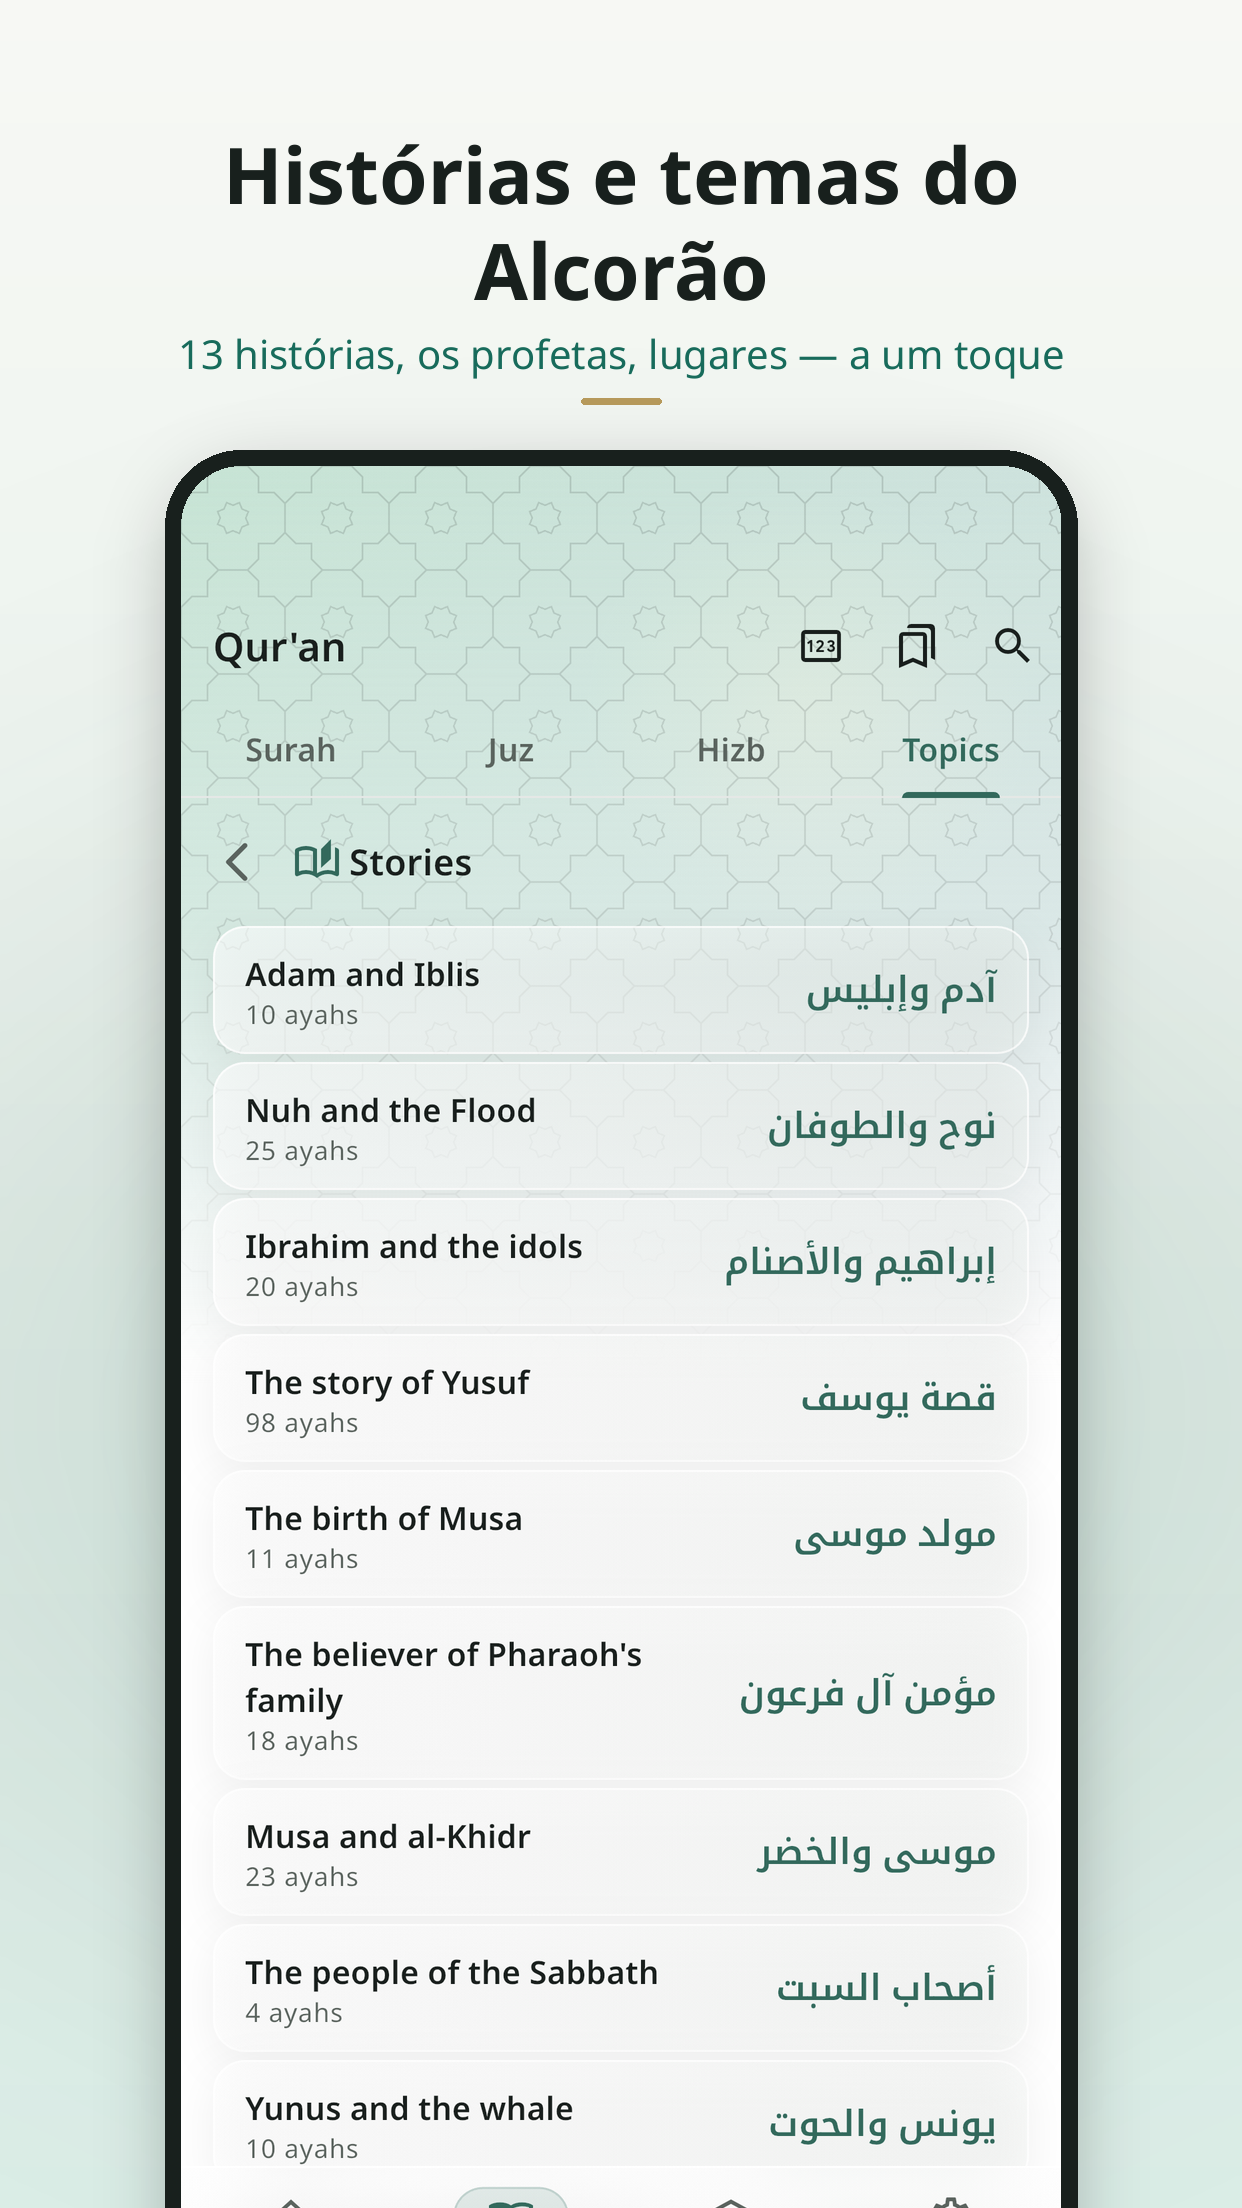 Histórias e temas do
Alcorão
13 histórias, os profetas, lugares — a um toque
Qur'an
123
Surah Juz Hizb Topics
Stories
Adam and Iblis
10 ayahs
آدم وإبليس
Nuh and the Flood
25 ayahs
نوح والطوفان
Ibrahim and the idols
20 ayahs
إبراهيم والأصنام
The story of Yusuf
98 ayahs
قصة يوسف
The birth of Musa
11 ayahs
مولد موسى
The believer of Pharaoh's
family
18 ayahs
مؤمن آل فرعون
Musa and al-Khidr
23 ayahs
موسى والخضر
The people of the Sabbath
4 ayahs
أصحاب السبت
Yunus and the whale
10 ayahs
يونس والحوت